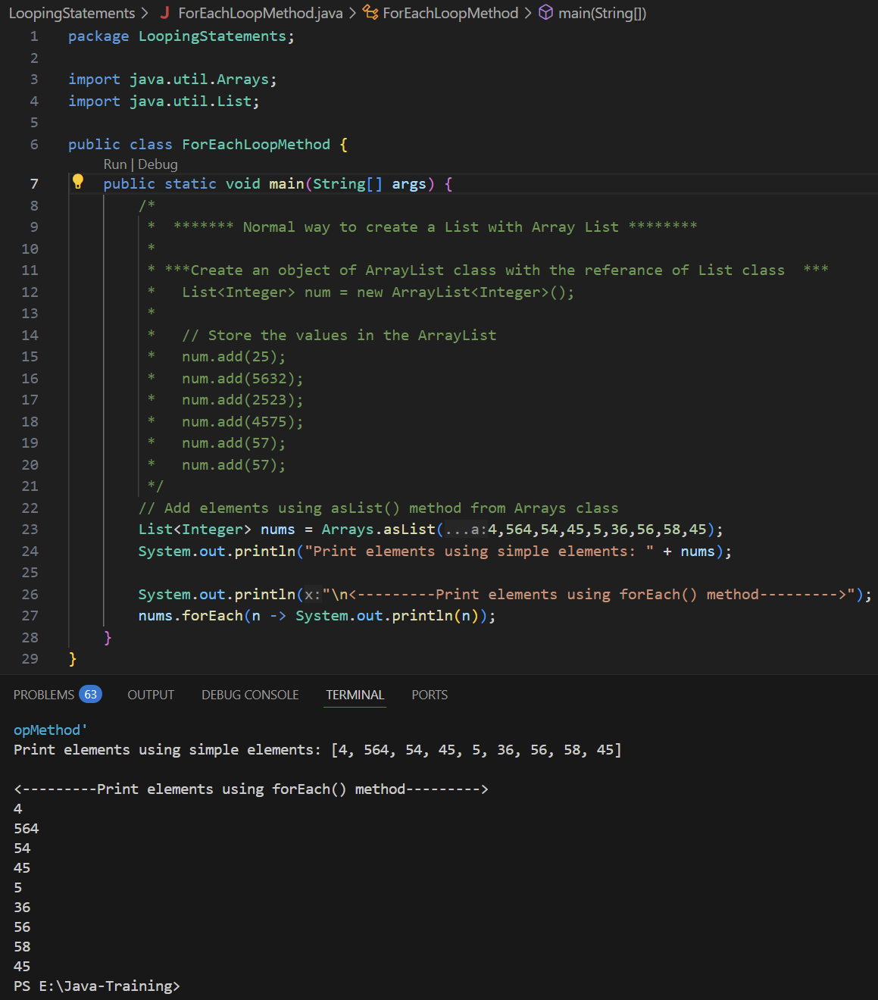 LoopingStatements > J ForEachLoopMethod.java > ForEachLoopMethod > main(String[])
1 package LoopingStatements;
2
3 import java.util.Arrays;
4 import java.util.List;
5
6 public class ForEachLoopMethod {
Run | Debug
7 public static void main(String[] args) {
8 /*
9 * ******* Normal way to create a List with Array List ********
10 *
11 * ***Create an object of ArrayList class with the referance of List class ***
12 * List<Integer> num = new ArrayList<Integer>();
13 *
14 * // Store the values in the ArrayList
15 * num.add(25);
16 * num.add(5632);
17 * num.add(2523);
18 * num.add(4575);
19 * num.add(57);
20 * num.add(57);
21 */
22 // Add elements using asList() method from Arrays class
23 List<Integer> nums = Arrays.asList(...a:4,564,54,45,5,36,56,58,45);
24 System.out.println("Print elements using simple elements: " + nums);
25
26 System.out.println(x:"\n<---------Print elements using forEach() method--------->");
27 nums.forEach(n -> System.out.println(n));
28 }
29 }
PROBLEMS 63 OUTPUT DEBUG CONSOLE TERMINAL PORTS
opMethod'
Print elements using simple elements: [4, 564, 54, 45, 5, 36, 56, 58, 45]
<---------Print elements using forEach() method--------->
4
564
54
45
5
36
56
58
45
PS E:\Java-Training>